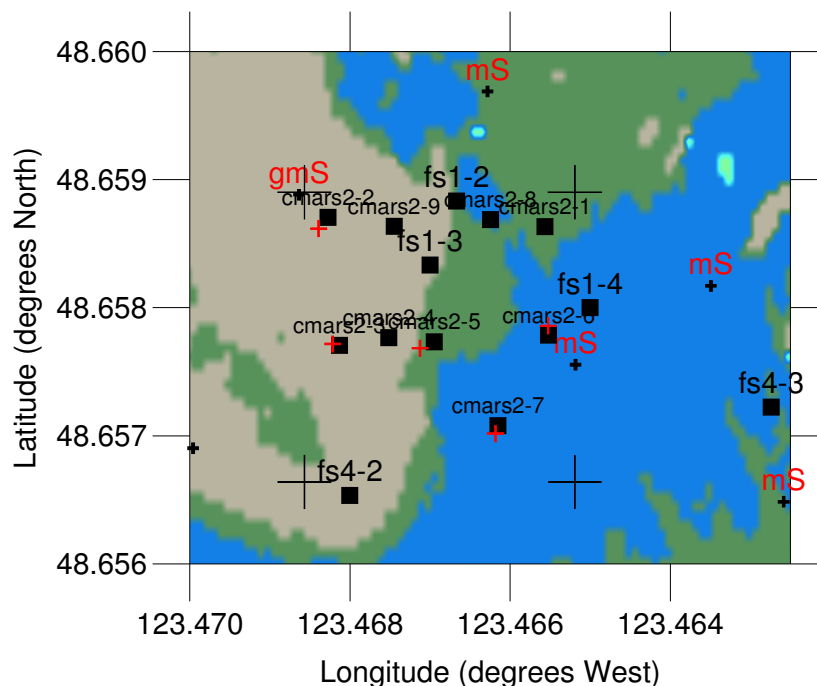 48.660
mS
48.659
gmS
fs1-2
cmars2-2
cmars2-9
cmars2-8
cmars2-1
fs1-3
mS
48.658
fs1-4
cmars2-3
cmars2-4
cmars2-5
cmars2-6
mS
fs4-3
cmars2-7
48.657
fs4-2
mS
48.656
123.470
123.468
123.466
123.464
Latitude (degrees North)
Longitude (degrees West)